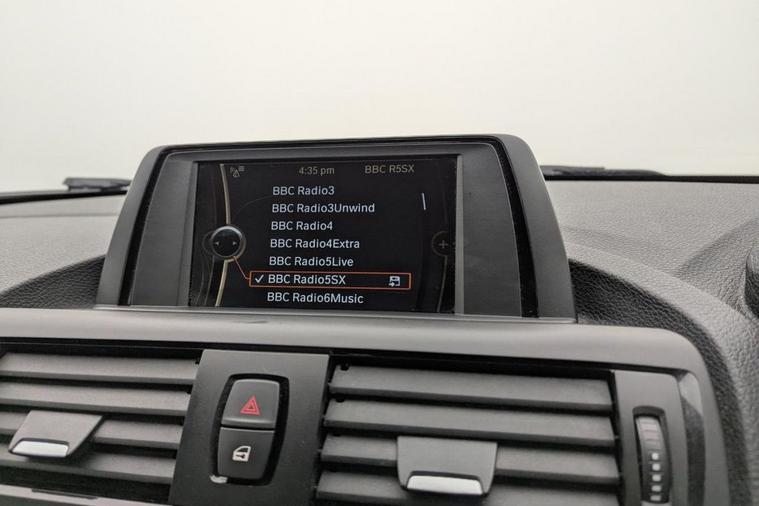 4:35 pm BBC R5SX
BBC Radio3
BBC Radio3Unwind
BBC Radio4
BBC Radio4Extra
BBC Radio5Live
BBC Radio5SX
BBC Radio6Music